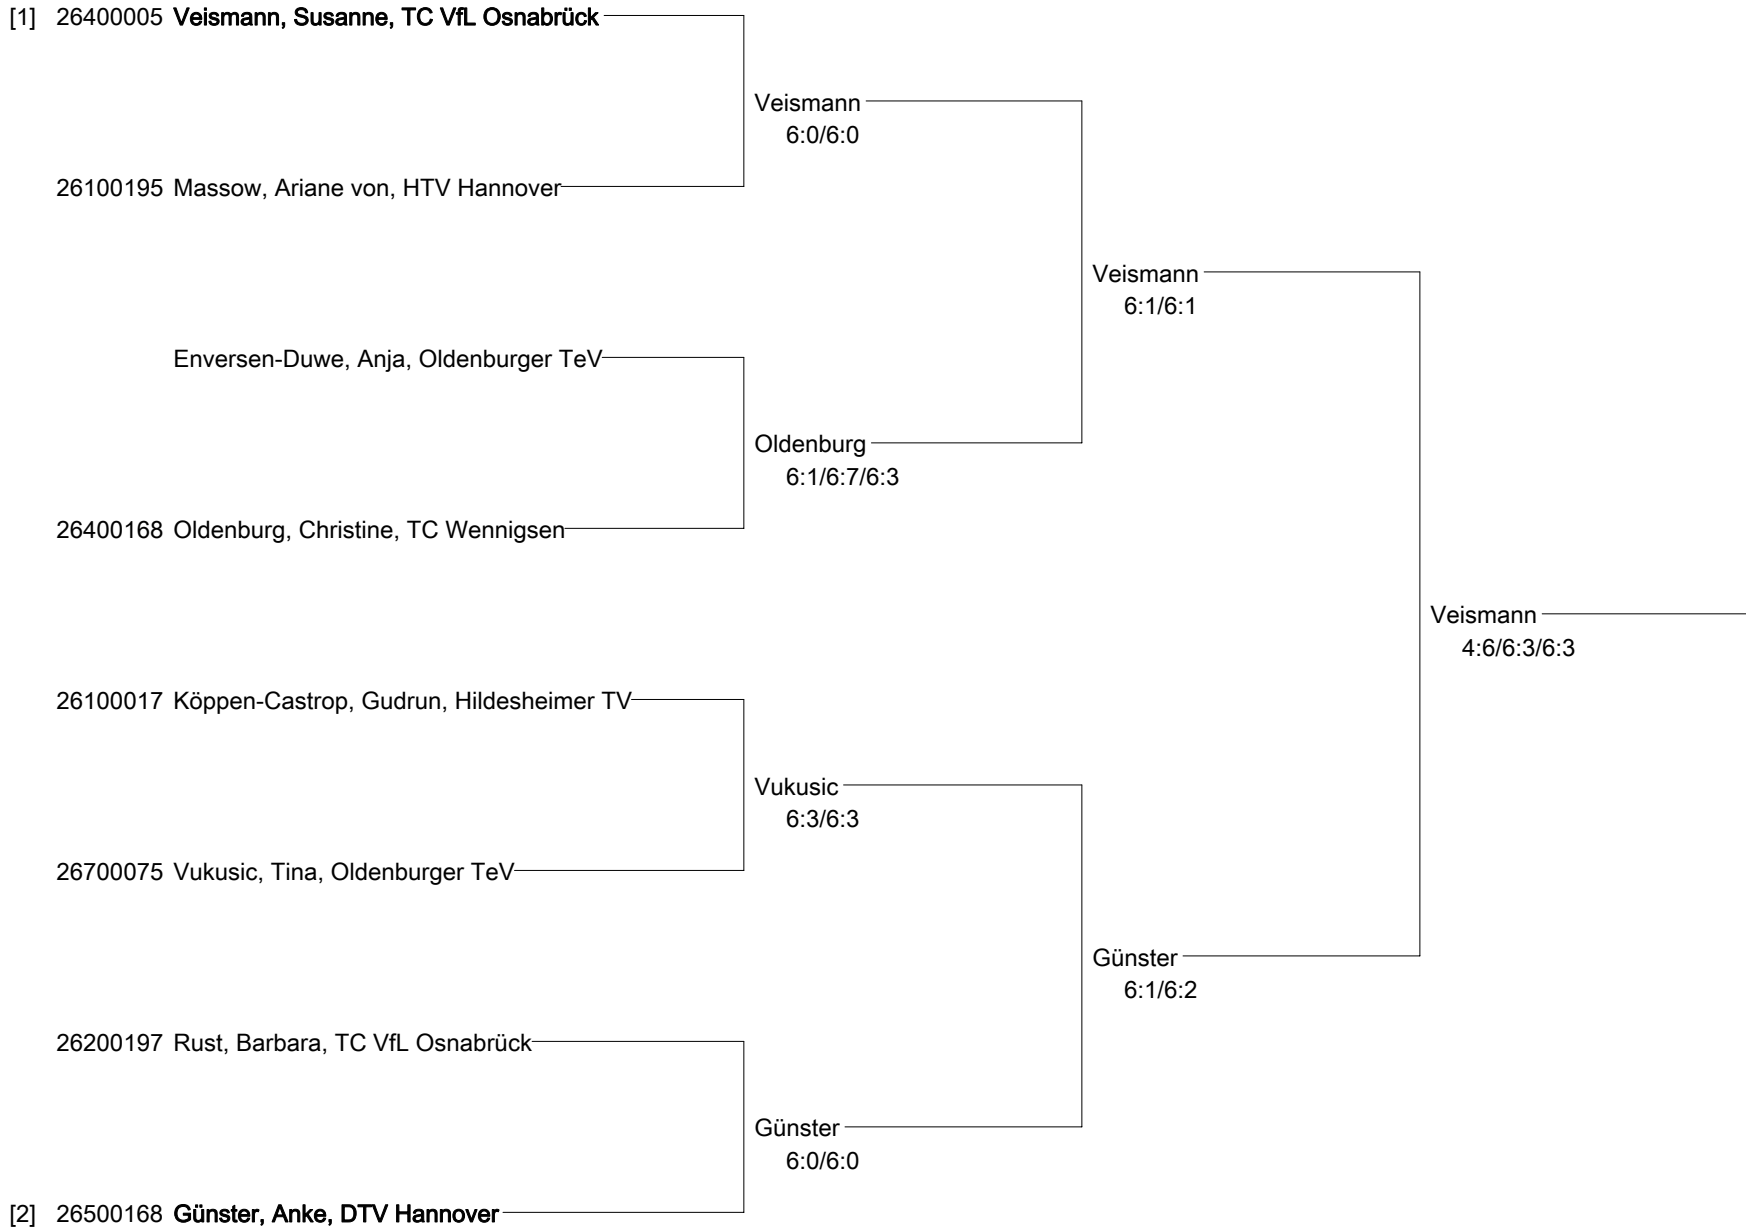 [1] 26400005 Veismann, Susanne, TC VfL Osnabrück
Veismann
6:0/6:0
26100195 Massow, Ariane von, HTV Hannover
Veismann
6:1/6:1
Enversen-Duwe, Anja, Oldenburger TeV
Oldenburg
6:1/6:7/6:3
26400168 Oldenburg, Christine, TC Wennigsen
Veismann
4:6/6:3/6:3
26100017 Köppen-Castrop, Gudrun, Hildesheimer TV
Vukusic
6:3/6:3
26700075 Vukusic, Tina, Oldenburger TeV
Günster
6:1/6:2
26200197 Rust, Barbara, TC VfL Osnabrück
Günster
6:0/6:0
[2] 26500168 Günster, Anke, DTV Hannover